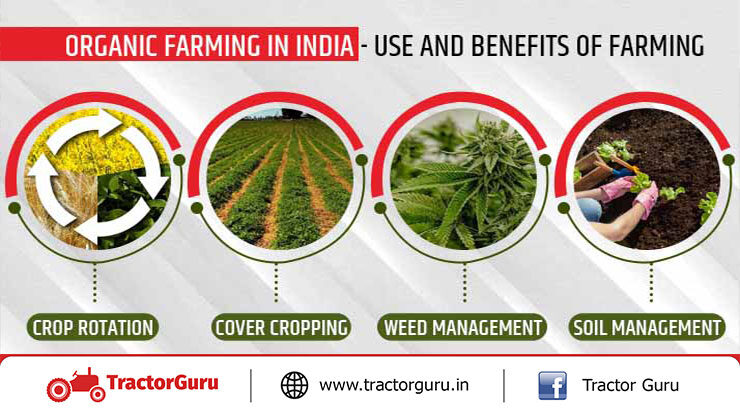 ORGANIC FARMING IN INDIA - USE AND BENEFITS OF FARMING
CROP ROTATION
COVER CROPPING
WEED MANAGEMENT
SOIL MANAGEMENT
TractorGuru
www.tractorguru.in
f
Tractor Guru